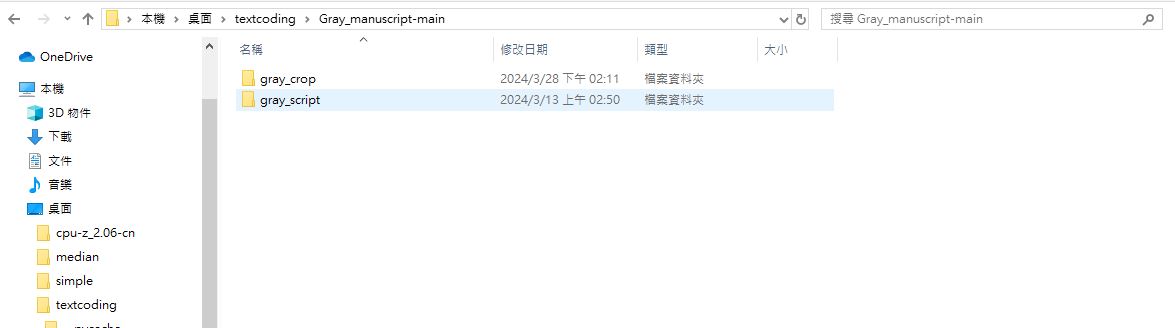 本機 > 桌面 > textcoding > Gray_manuscript-main
搜尋 Gray_manuscript-main
OneDrive
本機
3D 物件
下載
文件
音樂
桌面
cpu-z_2.06-cn
median
simple
textcoding
名稱 修改日期 類型 大小
gray_crop 2024/3/28 下午 02:11 檔案資料夾
gray_script 2024/3/13 上午 02:50 檔案資料夾